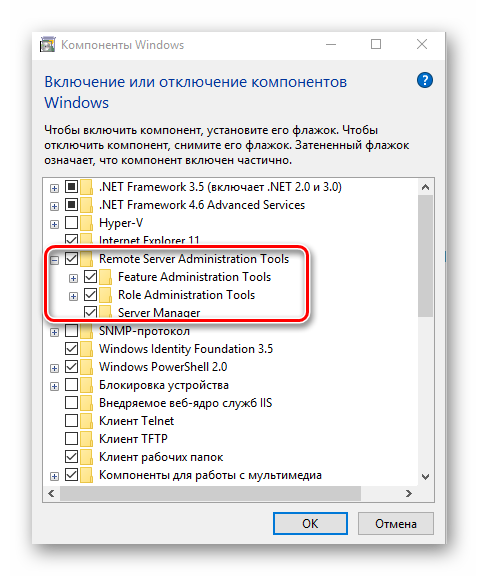 Компоненты Windows
Включение или отключение компонентов
Windows
Чтобы включить компонент, установите его флажок. Чтобы
отключить компонент, снимите его флажок. Затененный флажок
означает, что компонент включен частично.
.NET Framework 3.5 (включает .NET 2.0 и 3.0)
.NET Framework 4.6 Advanced Services
Hyper-V
Internet Explorer 11
Remote Server Administration Tools
Feature Administration Tools
Role Administration Tools
Server Manager
SNMP-протокол
Windows Identity Foundation 3.5
Windows PowerShell 2.0
Блокировка устройства
Внедряемое веб-ядро служб IIS
Клиент Telnet
Клиент TFTP
Клиент рабочих папок
Компоненты для работы с мультимедиа
ОК
Отмена